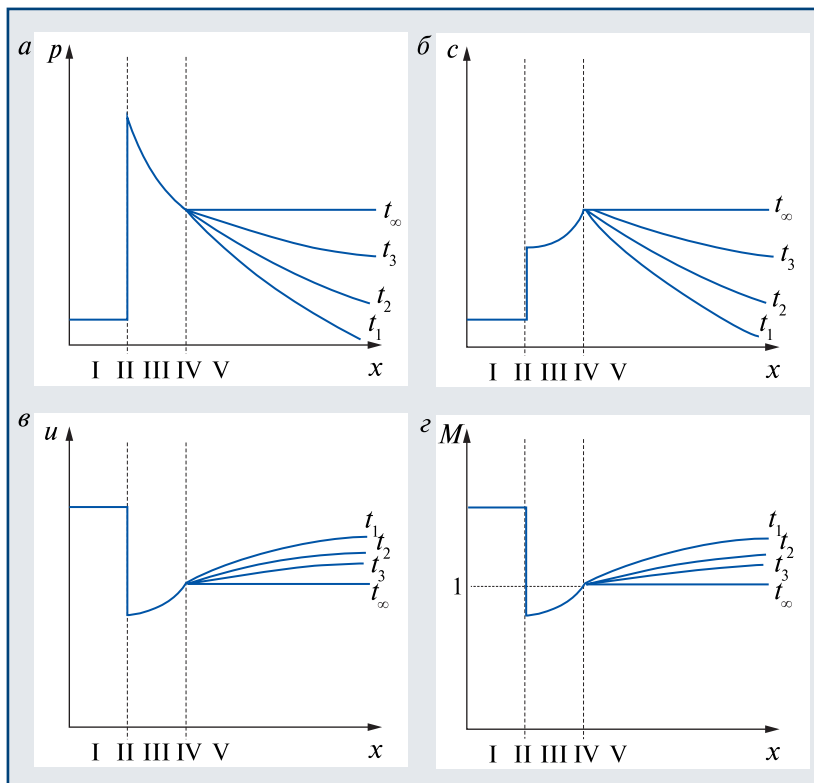 а p
t∞
t3
t2
t1
I II III IV V x
б c
t∞
t3
t2
t1
I II III IV V x
в u
t1
t2
t3
t∞
I II III IV V x
г M
1
t1
t2
t3
t∞
I II III IV V x